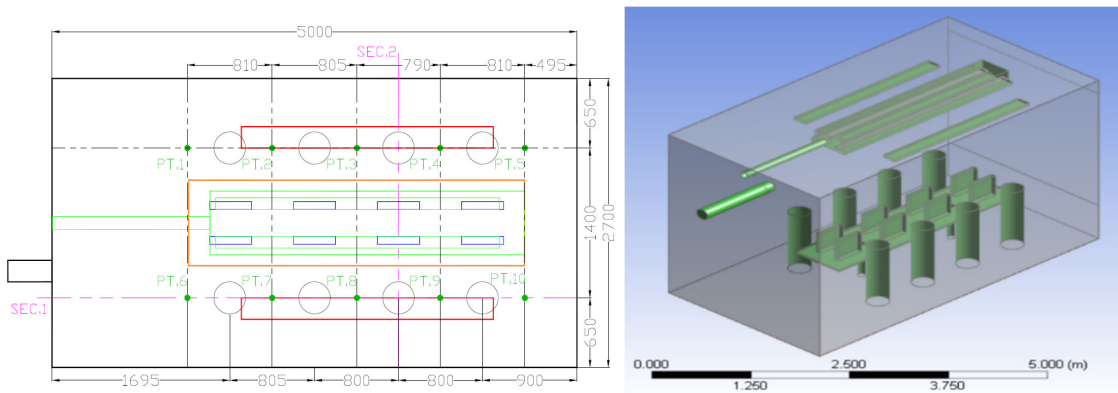 5000
SEC.2
810 805 790 810 495
650
PT.1 PT.2 PT.3 PT.4 PT.5
1400
2700
PT.6 PT.7 PT.8 PT.9 PT.10
SEC.1
650
1695 805 800 800 900
0.000 2.500 5.000 (m)
1.250 3.750